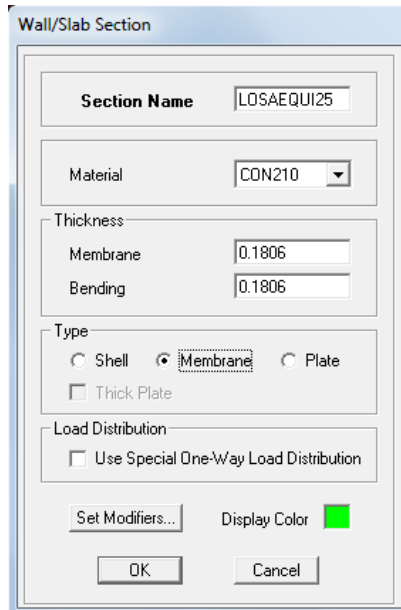 Wall/Slab Section
Section Name LOSAEQUI25
Material CON210
Thickness
Membrane 0.1806
Bending 0.1806
Type
Shell Membrane Plate
Thick Plate
Load Distribution
Use Special One-Way Load Distribution
Set Modifiers... Display Color
OK Cancel